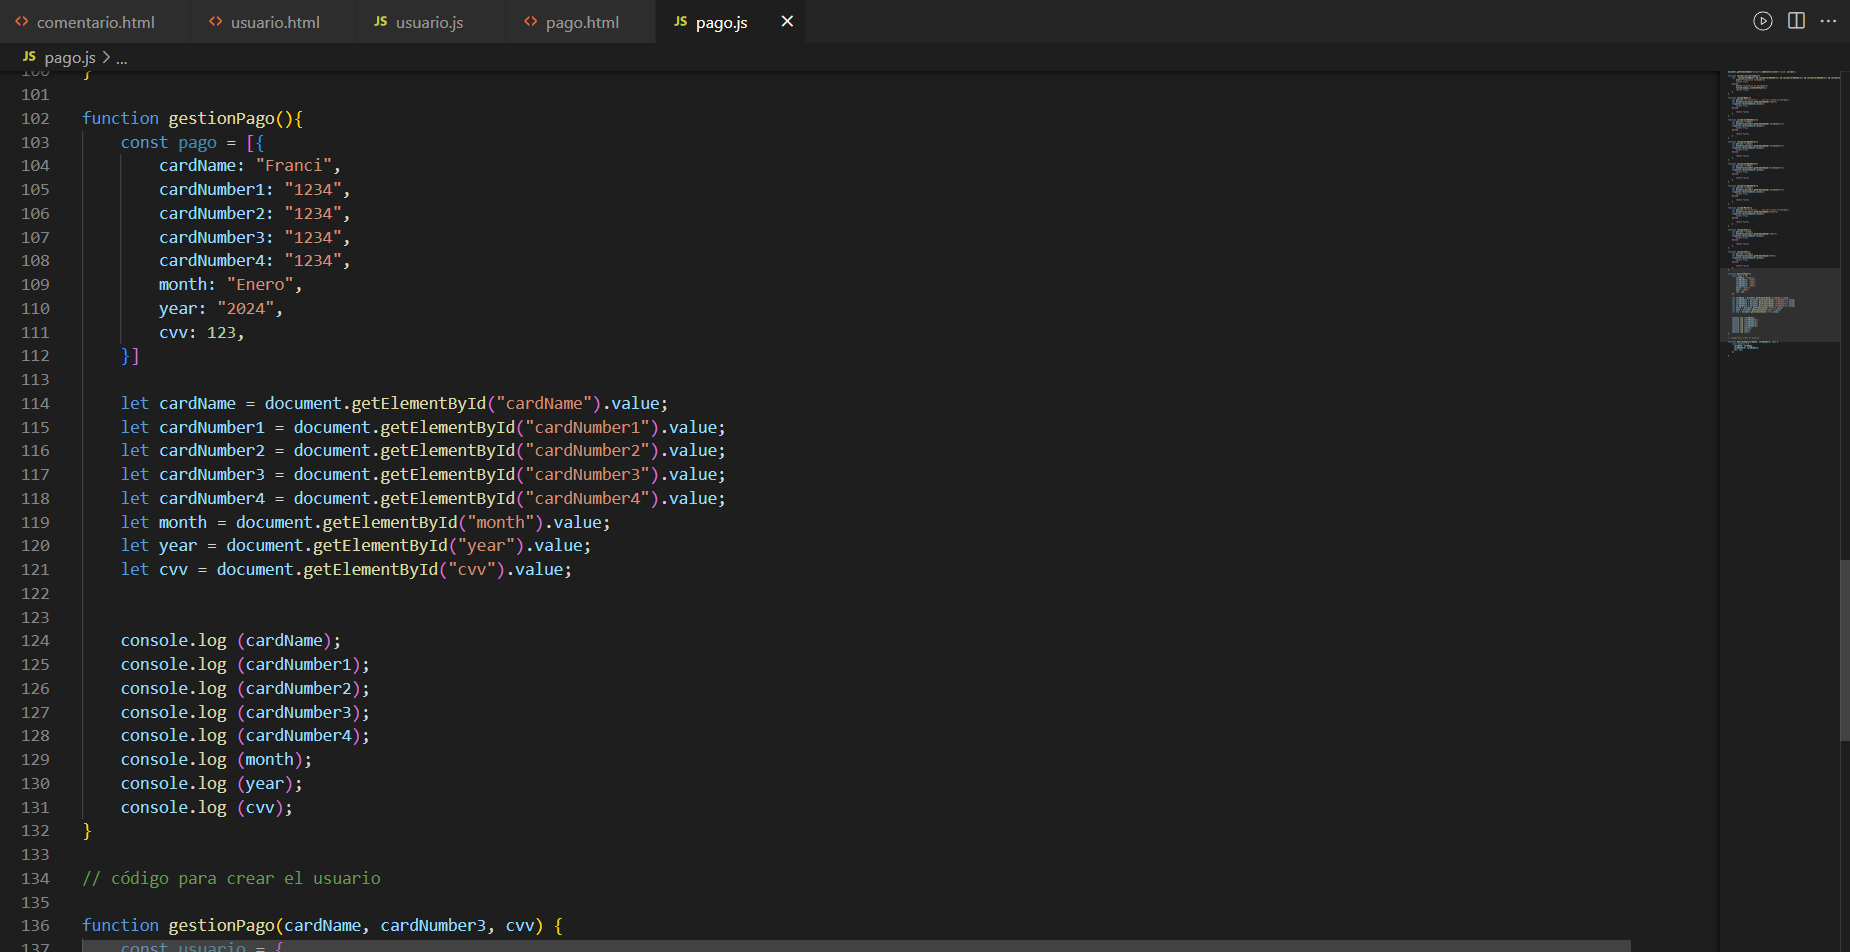 comentario.html usuario.html JS usuario.js pago.html JS pago.js
JS pago.js > ...
100 }
101
102 function gestionPago(){
103 const pago = [{
104 cardName: "Franci",
105 cardNumber1: "1234",
106 cardNumber2: "1234",
107 cardNumber3: "1234",
108 cardNumber4: "1234",
109 month: "Enero",
110 year: "2024",
111 cvv: 123,
112 }]
113
114 let cardName = document.getElementById("cardName").value;
115 let cardNumber1 = document.getElementById("cardNumber1").value;
116 let cardNumber2 = document.getElementById("cardNumber2").value;
117 let cardNumber3 = document.getElementById("cardNumber3").value;
118 let cardNumber4 = document.getElementById("cardNumber4").value;
119 let month = document.getElementById("month").value;
120 let year = document.getElementById("year").value;
121 let cvv = document.getElementById("cvv").value;
122
123
124 console.log (cardName);
125 console.log (cardNumber1);
126 console.log (cardNumber2);
127 console.log (cardNumber3);
128 console.log (cardNumber4);
129 console.log (month);
130 console.log (year);
131 console.log (cvv);
132 }
133
134 // código para crear el usuario
135
136 function gestionPago(cardName, cardNumber3, cvv) {
137 const usuario = {